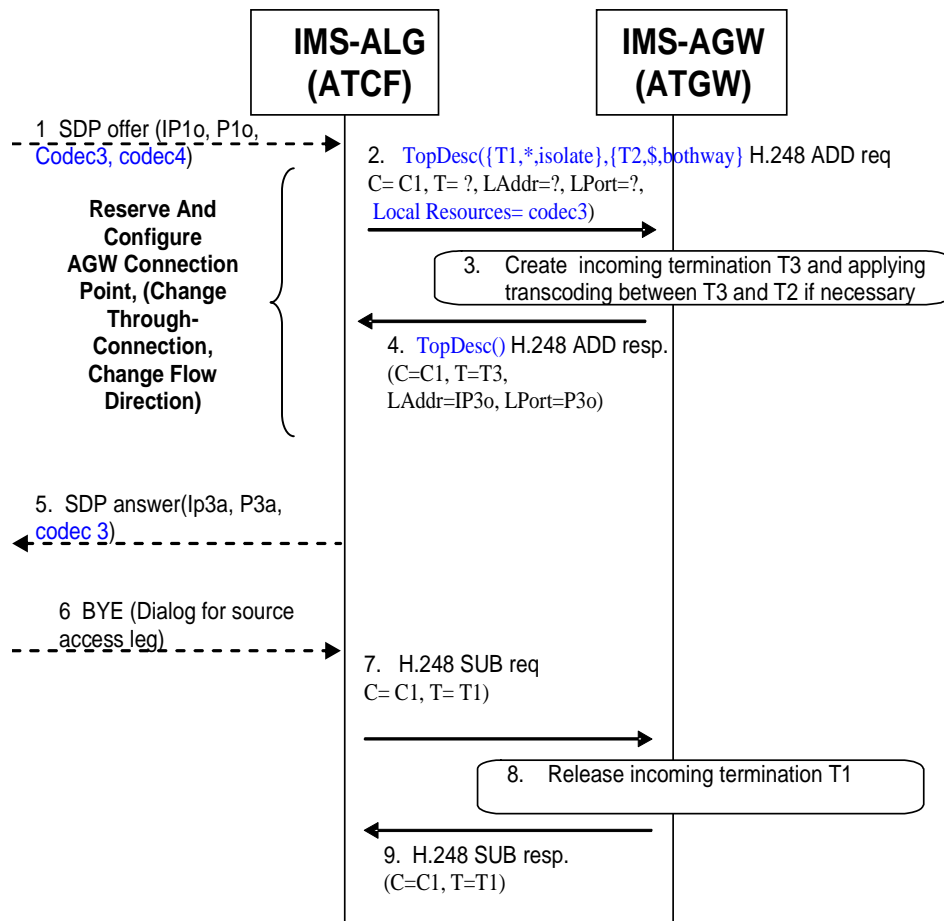 IMS-ALG
(ATCF)
IMS-AGW
(ATGW)
1 SDP offer (IP1o, P1o,
Codec3, codec4)
2. TopDesc({T1,*,isolate},{T2,$,bothway} H.248 ADD req
C= C1, T= ?, LAddr=?, LPort=?,
Local Resources= codec3)
Reserve And
Configure
AGW Connection
Point, (Change
Through-
Connection,
Change Flow
Direction)
3. Create incoming termination T3 and applying
transcoding between T3 and T2 if necessary
4. TopDesc() H.248 ADD resp.
(C=C1, T=T3,
LAddr=IP3o, LPort=P3o)
5. SDP answer(Ip3a, P3a,
codec 3)
6 BYE (Dialog for source
access leg)
7. H.248 SUB req
C= C1, T= T1)
8. Release incoming termination T1
9. H.248 SUB resp.
(C=C1, T=T1)